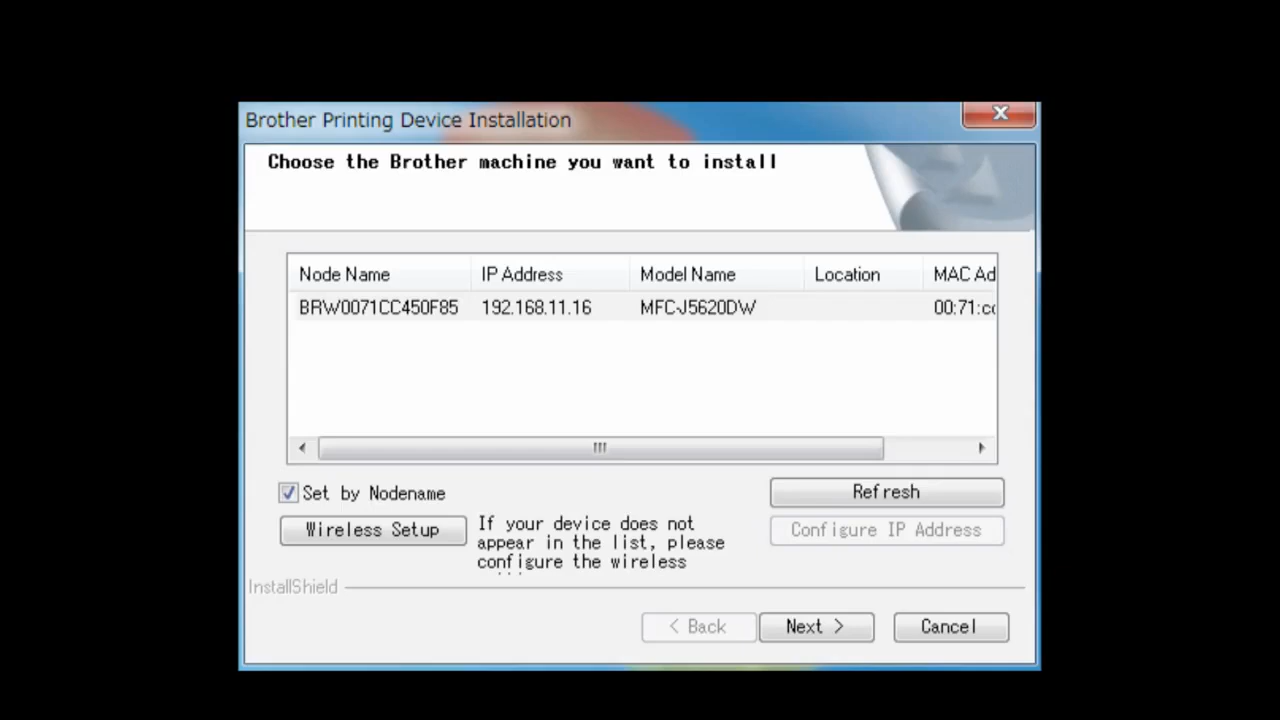 Brother Printing Device Installation
Choose the Brother machine you want to install
Node Name IP Address Model Name Location MAC Ad
BRW0071CC450F85 192.168.11.16 MFC-J5620DW 00:71:cc
Set by Nodename
Refresh
Wireless Setup
If your device does not
appear in the list, please
configure the wireless
Configure IP Address
InstallShield
< Back Next > Cancel